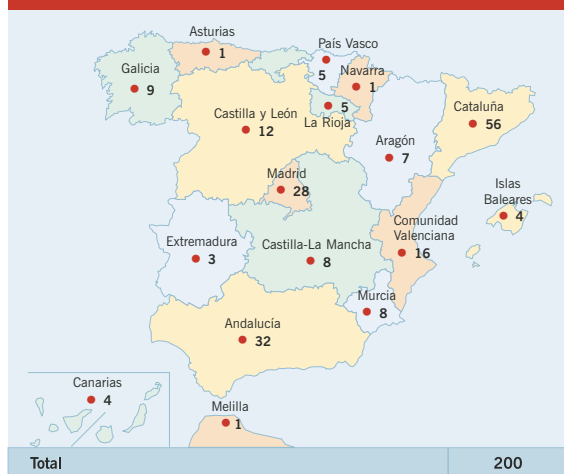 Asturias
1
País Vasco
5
Galicia
9
Navarra
1
Castilla y León
12
5
La Rioja
Cataluña
56
Aragón
7
Madrid
28
Islas
Baleares
4
Comunidad
Valenciana
16
Extremadura
3
Castilla-La Mancha
8
Murcia
8
Andalucía
32
Canarias
4
Melilla
1
Total 200